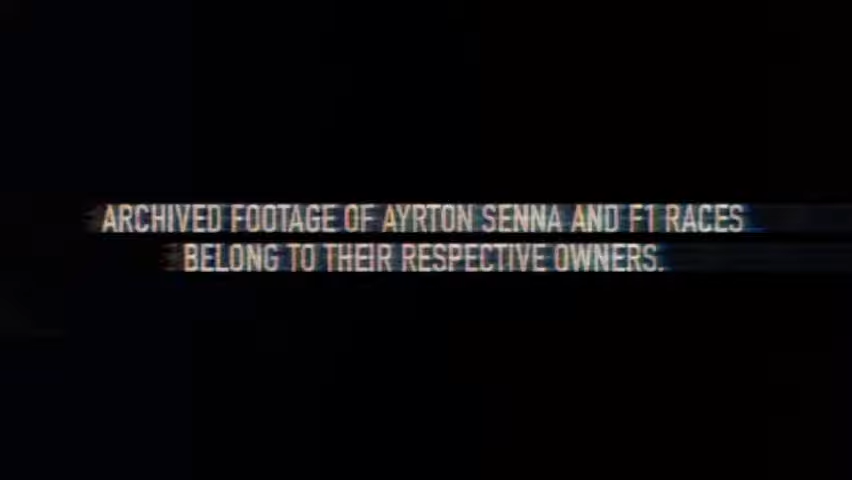 ARCHIVED FOOTAGE OF AYRTON SENNA AND F1 RACES
BELONG TO THEIR RESPECTIVE OWNERS.